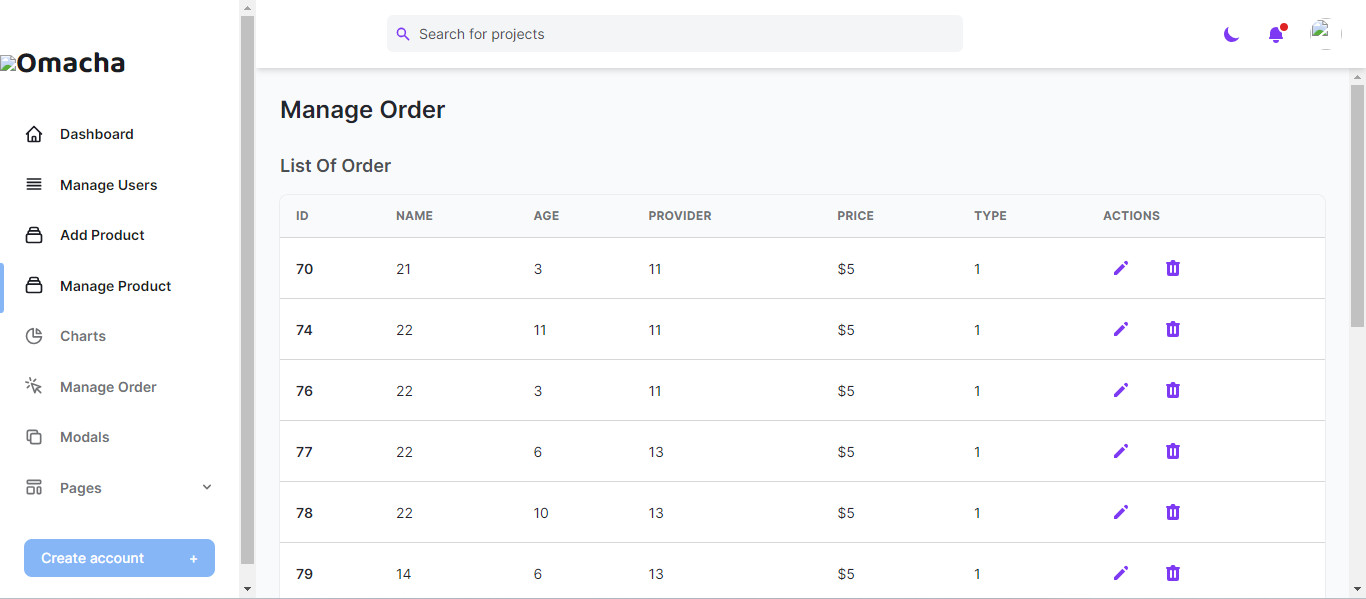 Omacha
Dashboard
Manage Users
Add Product
Manage Product
Charts
Manage Order
Modals
Pages
Create account +
Search for projects
Manage Order
List Of Order
ID NAME AGE PROVIDER PRICE TYPE ACTIONS
70 21 3 11 $5 1
74 22 11 11 $5 1
76 22 3 11 $5 1
77 22 6 13 $5 1
78 22 10 13 $5 1
79 14 6 13 $5 1